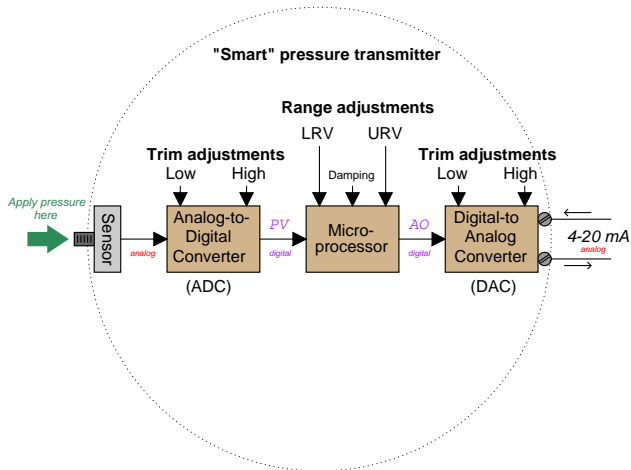 "Smart" pressure transmitter
Range adjustments
LRV URV
Trim adjustments
Low High
Damping
Trim adjustments
Low High
Apply pressure
here
Sensor
analog
Analog-to-
Digital
Converter
(ADC)
PV
digital
Micro-
processor
AO
digital
Digital-to
Analog
Converter
(DAC)
4-20 mA
analog